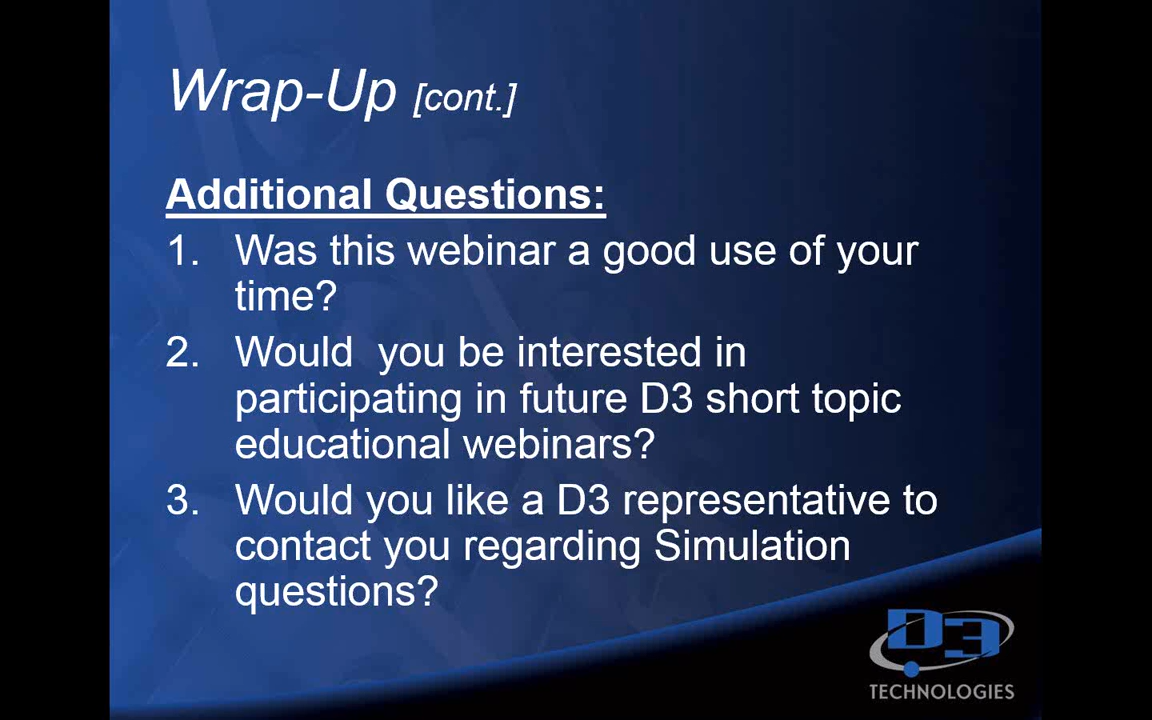 Wrap-Up [cont.]
Additional Questions:
1. Was this webinar a good use of your
time?
2. Would  you be interested in
participating in future D3 short topic
educational webinars?
3. Would you like a D3 representative to
contact you regarding Simulation
questions?
D3
TECHNOLOGIES